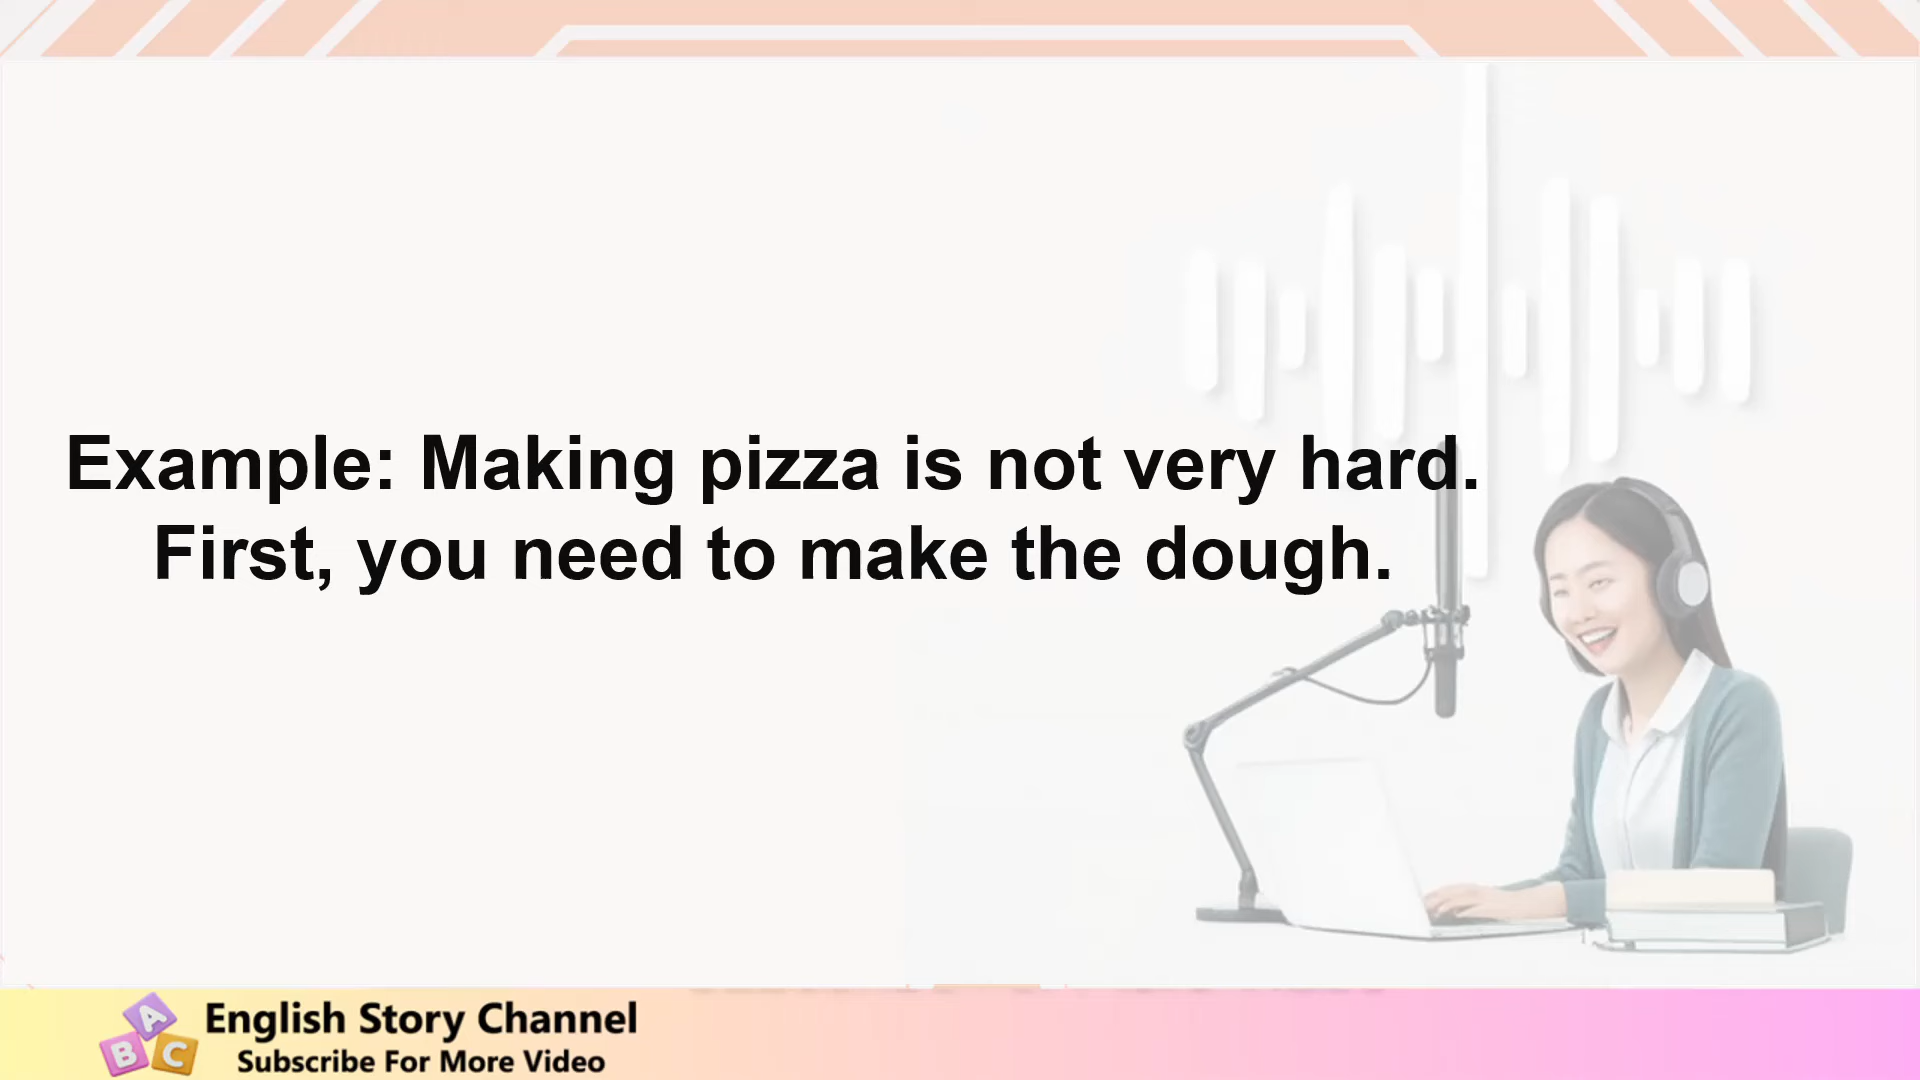 Example: Making pizza is not very hard.
First, you need to make the dough.
A
B
C
English Story Channel
Subscribe For More Video